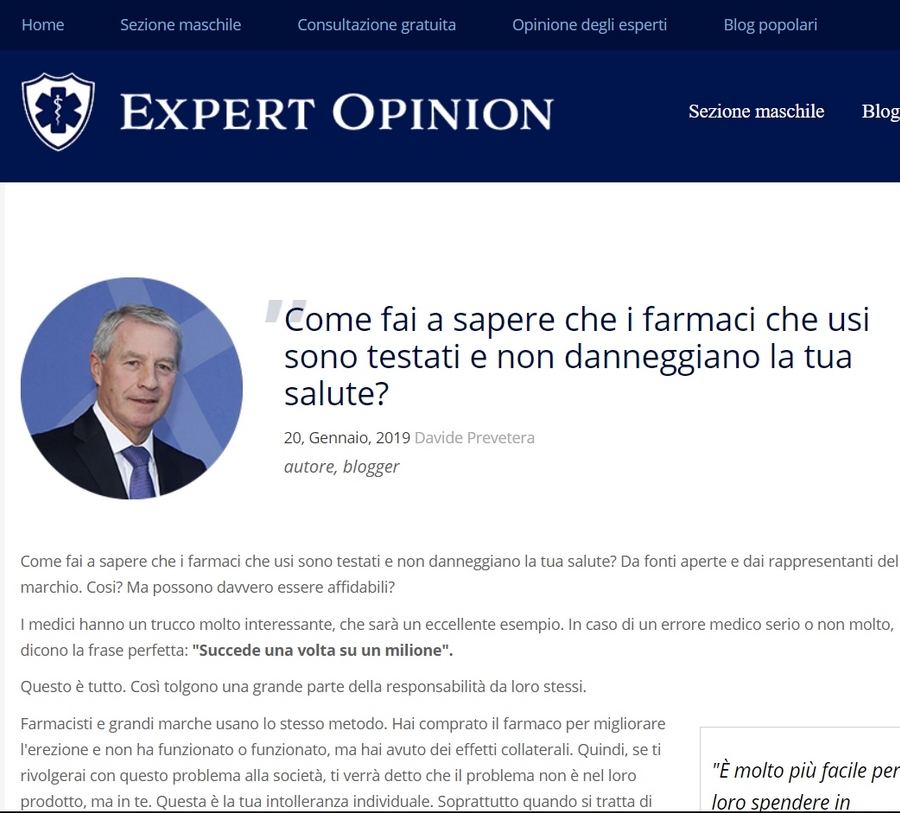 Home Sezione maschile Consultazione gratuita Opinione degli esperti Blog popolari
EXPERT OPINION
Sezione maschile Blog
"Come fai a sapere che i farmaci che usi
sono testati e non danneggiano la tua
salute?
20, Gennaio, 2019 Davide Prevetera
autore, blogger
Come fai a sapere che i farmaci che usi sono testati e non danneggiano la tua salute? Da fonti aperte e dai rappresentanti del
marchio. Cosi? Ma possono davvero essere affidabili?
I medici hanno un trucco molto interessante, che sarà un eccellente esempio. In caso di un errore medico serio o non molto,
dicono la frase perfetta: "Succede una volta su un milione".
Questo è tutto. Così tolgono una grande parte della responsabilità da loro stessi.
Farmacisti e grandi marche usano lo stesso metodo. Hai comprato il farmaco per migliorare
l'erezione e non ha funzionato o funzionato, ma hai avuto dei effetti collaterali. Quindi, se ti
rivolgerai con questo problema alla società, ti verrà detto che il problema non è nel loro
prodotto, ma in te. Questa è la tua intolleranza individuale. Soprattutto quando si tratta di
"È molto più facile per
loro spendere in